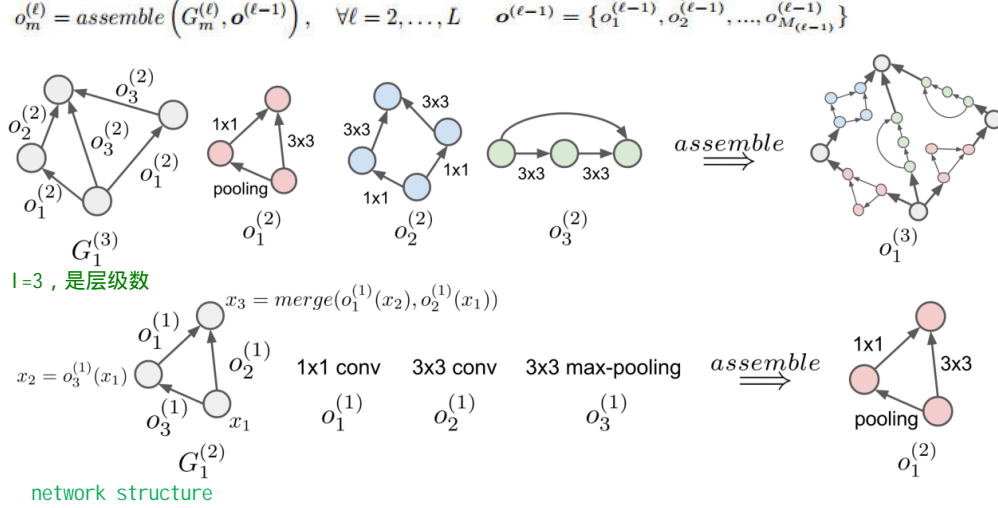 o_m^{(ℓ)} = assemble(G_m^{(ℓ)}, o^{(ℓ-1)}), ∀ℓ = 2, . . . , L o^{(ℓ-1)} = {o_1^{(ℓ-1)}, o_2^{(ℓ-1)}, ..., o_{M_{(ℓ-1)}}^{(ℓ-1)}}
o_3^{(2)}
o_2^{(2)} o_3^{(2)} o_1^{(2)}
o_1^{(2)}
G_1^{(3)}
1x1 3x3
pooling
o_1^{(2)}
3x3
3x3 1x1
1x1
o_2^{(2)}
3x3 3x3
o_3^{(2)}
assemble
⟹
o_1^{(3)}
l=3，是层级数
x_3 = merge(o_1^{(1)}(x_2), o_2^{(1)}(x_1))
o_1^{(1)}
o_2^{(1)}
x_2 = o_3^{(1)}(x_1)
o_3^{(1)} x_1
G_1^{(2)}
1x1 conv 3x3 conv 3x3 max-pooling
o_1^{(1)} o_2^{(1)} o_3^{(1)}
assemble
⟹
1x1 3x3
pooling
o_1^{(2)}
network structure